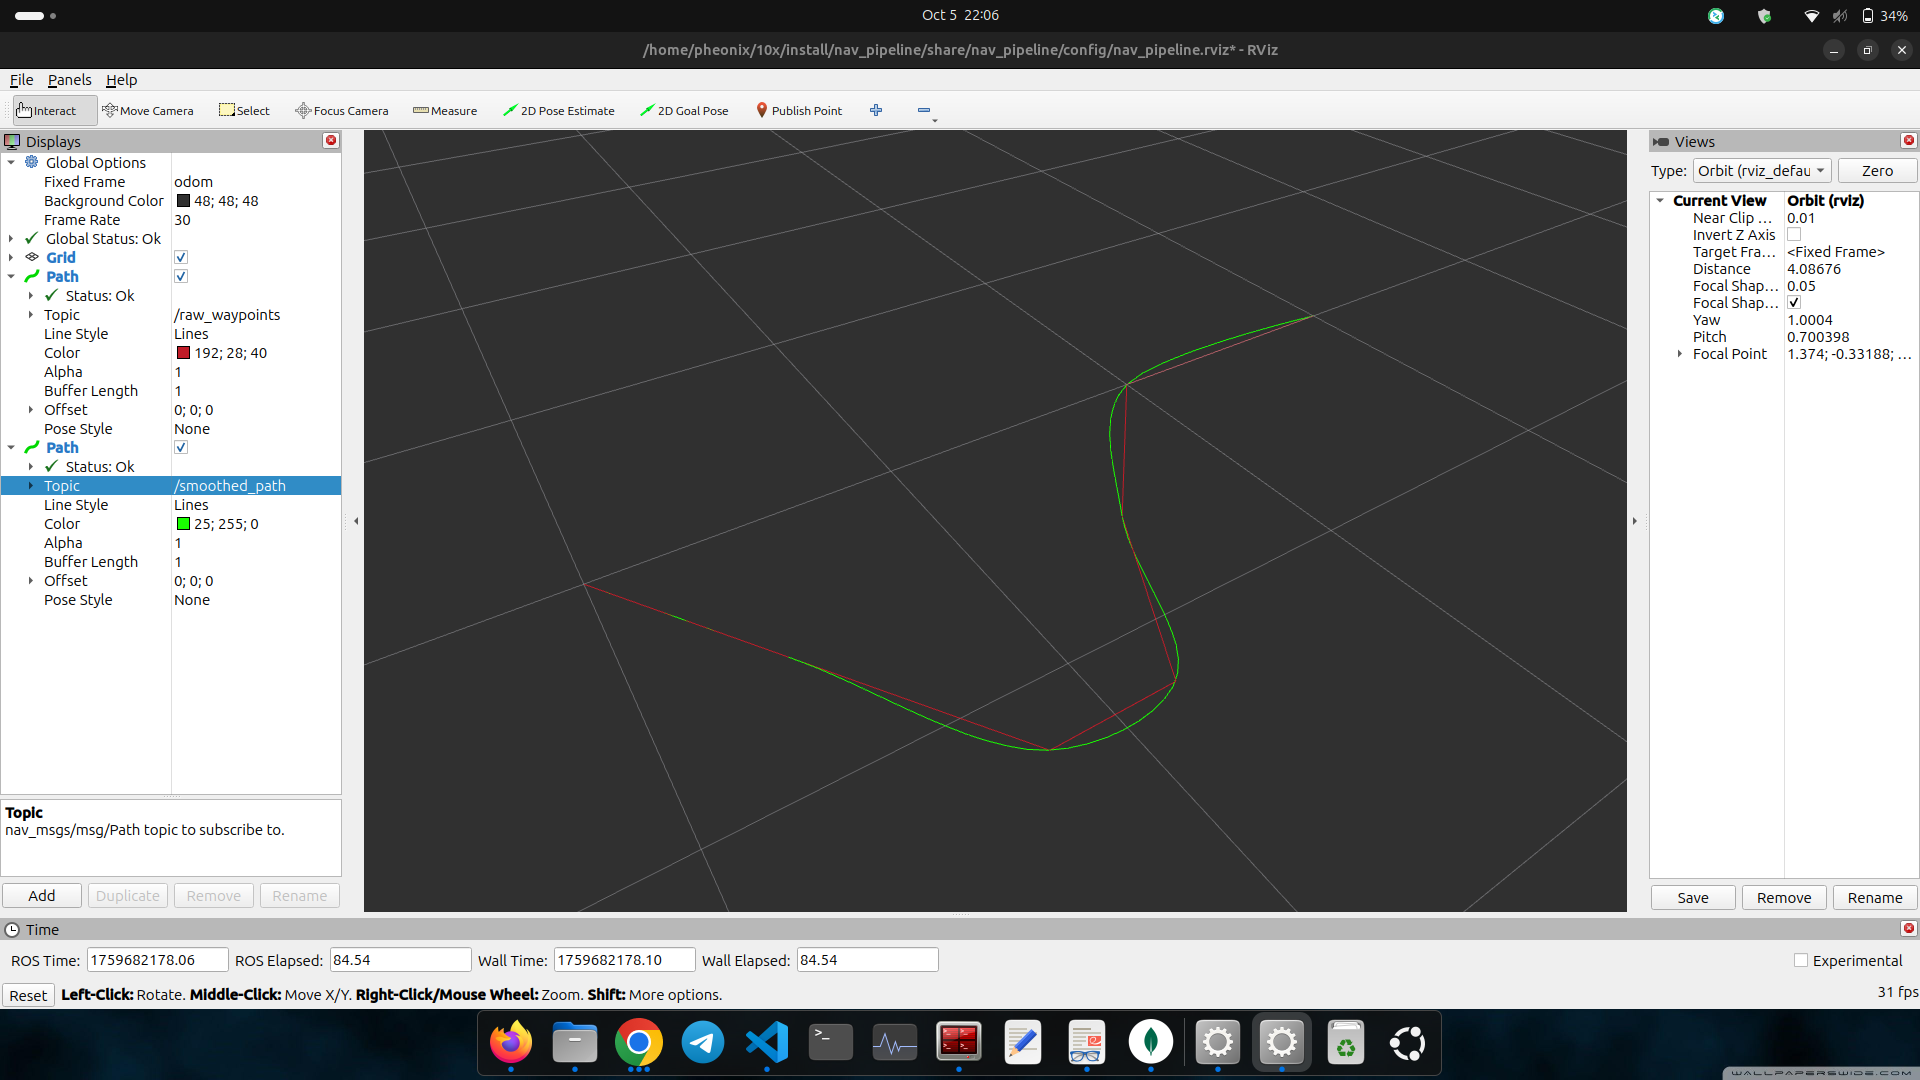 Oct 5 22:06
34%
/home/pheonix/10x/install/nav_pipeline/share/nav_pipeline/config/nav_pipeline.rviz* - RViz
File Panels Help
Interact Move Camera Select Focus Camera Measure 2D Pose Estimate 2D Goal Pose Publish Point
Displays
Global Options
Fixed Frame odom
Background Color 48; 48; 48
Frame Rate 30
Global Status: Ok
Grid
Path
Status: Ok
Topic /raw_waypoints
Line Style Lines
Color 192; 28; 40
Alpha 1
Buffer Length 1
Offset 0; 0; 0
Pose Style None
Path
Status: Ok
Topic /smoothed_path
Line Style Lines
Color 25; 255; 0
Alpha 1
Buffer Length 1
Offset 0; 0; 0
Pose Style None
Topic
nav_msgs/msg/Path topic to subscribe to.
Add Duplicate Remove Rename
Views
Type: Orbit (rviz_defau Zero
Current View Orbit (rviz)
Near Clip ... 0.01
Invert Z Axis
Target Fra... <Fixed Frame>
Distance 4.08676
Focal Shap... 0.05
Focal Shap...
Yaw 1.0004
Pitch 0.700398
Focal Point 1.374; -0.33188; ...
Save Remove Rename
Time
ROS Time: 1759682178.06 ROS Elapsed: 84.54 Wall Time: 1759682178.10 Wall Elapsed: 84.54
Experimental
Reset Left-Click: Rotate. Middle-Click: Move X/Y. Right-Click/Mouse Wheel: Zoom. Shift: More options.
31 fps
WALLPAPERSWIDE.COM